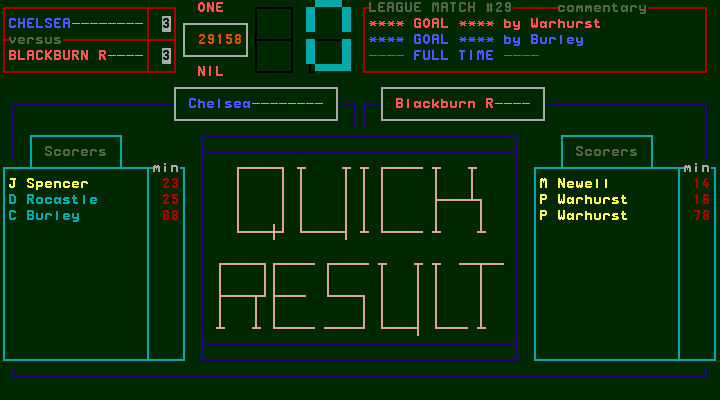 CHELSEA-------- 3
versus
BLACKBURN R---- 3
ONE
29158
NIL
0
LEAGUE MATCH #29 commentary
**** GOAL **** by Warhurst
**** GOAL **** by Burley
---- FULL TIME ----
Chelsea--------
Blackburn R----
Scorers
min
J Spencer 23
D Rocastle 25
C Burley 88
QUICK
RESULT
Scorers
min
M Newell 14
P Warhurst 16
P Warhurst 78